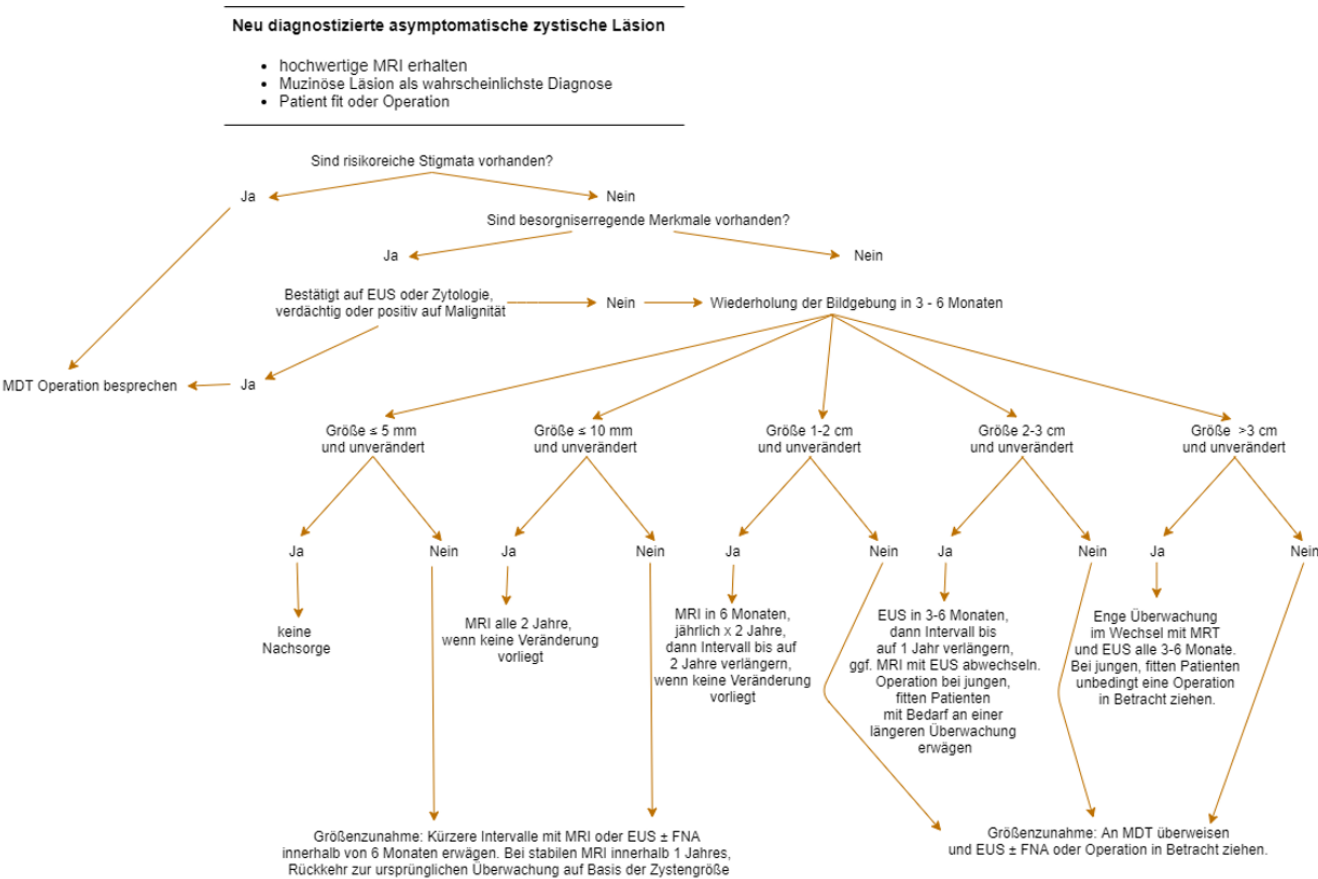 Neu diagnostizierte asymptomatische zystische Läsion
• hochwertige MRI erhalten
• Muzinöse Läsion als wahrscheinlichste Diagnose
• Patient fit oder Operation
Sind risikoreiche Stigmata vorhanden?
Ja
Nein
Sind besorgniserregende Merkmale vorhanden?
Ja
Nein
Bestätigt auf EUS oder Zytologie,
verdächtig oder positiv auf Malignität
Nein
Wiederholung der Bildgebung in 3 - 6 Monaten
MDT Operation besprechen
Ja
Größe ≤ 5 mm
und unverändert
Größe ≤ 10 mm
und unverändert
Größe 1-2 cm
und unverändert
Größe 2-3 cm
und unverändert
Größe >3 cm
und unverändert
Ja
Nein
Ja
Nein
Ja
Nein
Ja
Nein
Ja
Nein
keine
Nachsorge
MRI alle 2 Jahre,
wenn keine Veränderung
vorliegt
MRI in 6 Monaten,
jährlich x 2 Jahre,
dann Intervall bis auf
2 Jahre verlängern,
wenn keine Veränderung
vorliegt
EUS in 3-6 Monaten,
dann Intervall bis
auf 1 Jahr verlängern,
ggf. MRI mit EUS abwechseln.
Operation bei jungen,
fitten Patienten
mit Bedarf an einer
längeren Überwachung
erwägen
Enge Überwachung
im Wechsel mit MRT
und EUS alle 3-6 Monate.
Bei jungen, fitten Patienten
unbedingt eine Operation
in Betracht ziehen.
Größenzunahme: Kürzere Intervalle mit MRI oder EUS ± FNA
innerhalb von 6 Monaten erwägen. Bei stabilen MRI innerhalb 1 Jahres,
Rückkehr zur ursprünglichen Überwachung auf Basis der Zystengröße
Größenzunahme: An MDT überweisen
und EUS ± FNA oder Operation in Betracht ziehen.